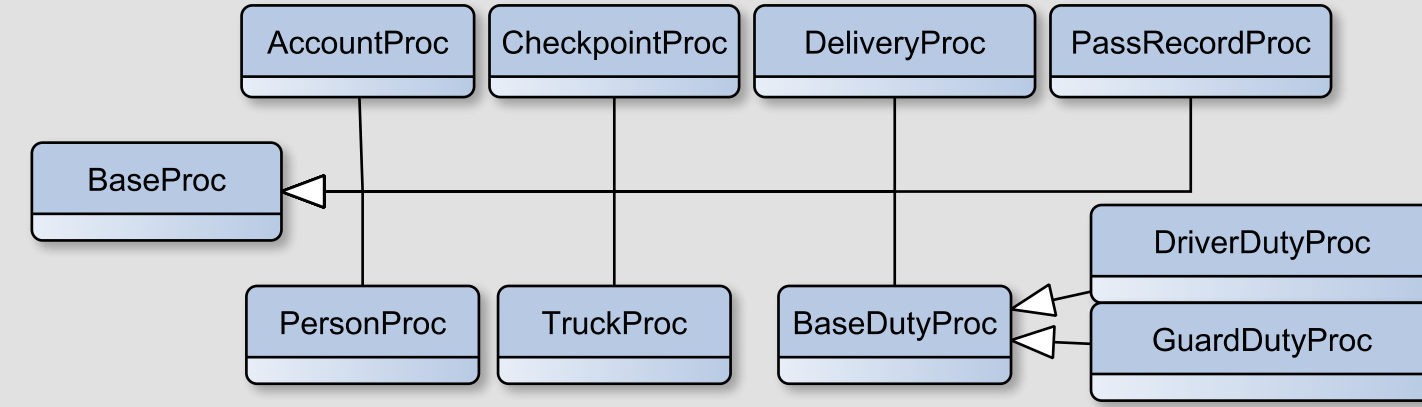 AccountProc
CheckpointProc
DeliveryProc
PassRecordProc
BaseProc
DriverDutyProc
PersonProc
TruckProc
BaseDutyProc
GuardDutyProc